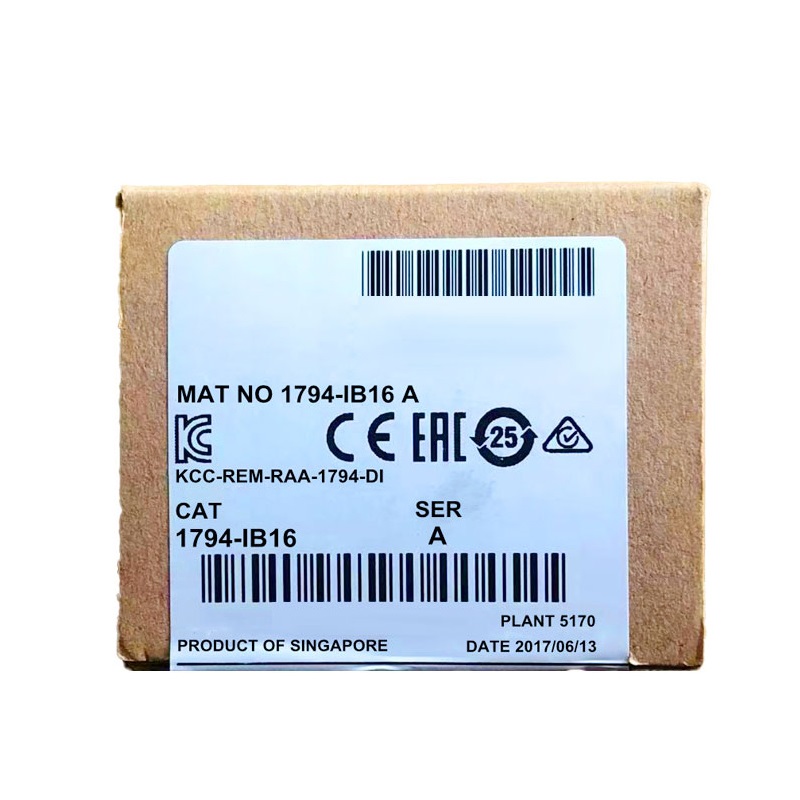 MAT NO 1794-IB16 A
KC CE EAC 25
KCC-REM-RAA-1794-DI
CAT SER
1794-IB16 A
PLANT 5170
PRODUCT OF SINGAPORE DATE 2017/06/13